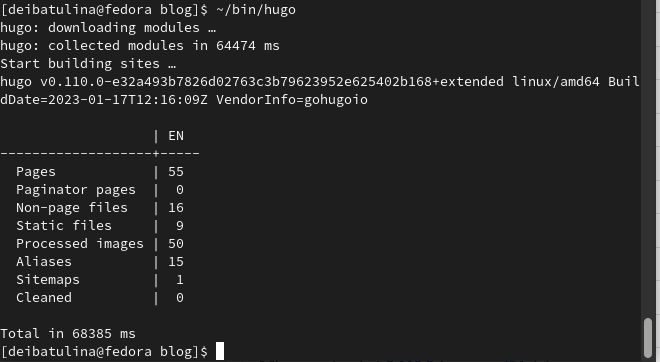 [deibatulina@fedora blog]$ ~/bin/hugo
hugo: downloading modules …
hugo: collected modules in 64474 ms
Start building sites …
hugo v0.110.0-e32a493b7826d02763c3b79623952e625402b168+extended linux/amd64 Buil
dDate=2023-01-17T12:16:09Z VendorInfo=gohugoio

                   | EN
-------------------+-----
  Pages            | 55
  Paginator pages  |  0
  Non-page files   | 16
  Static files     |  9
  Processed images | 50
  Aliases          | 15
  Sitemaps         |  1
  Cleaned          |  0

Total in 68385 ms
[deibatulina@fedora blog]$